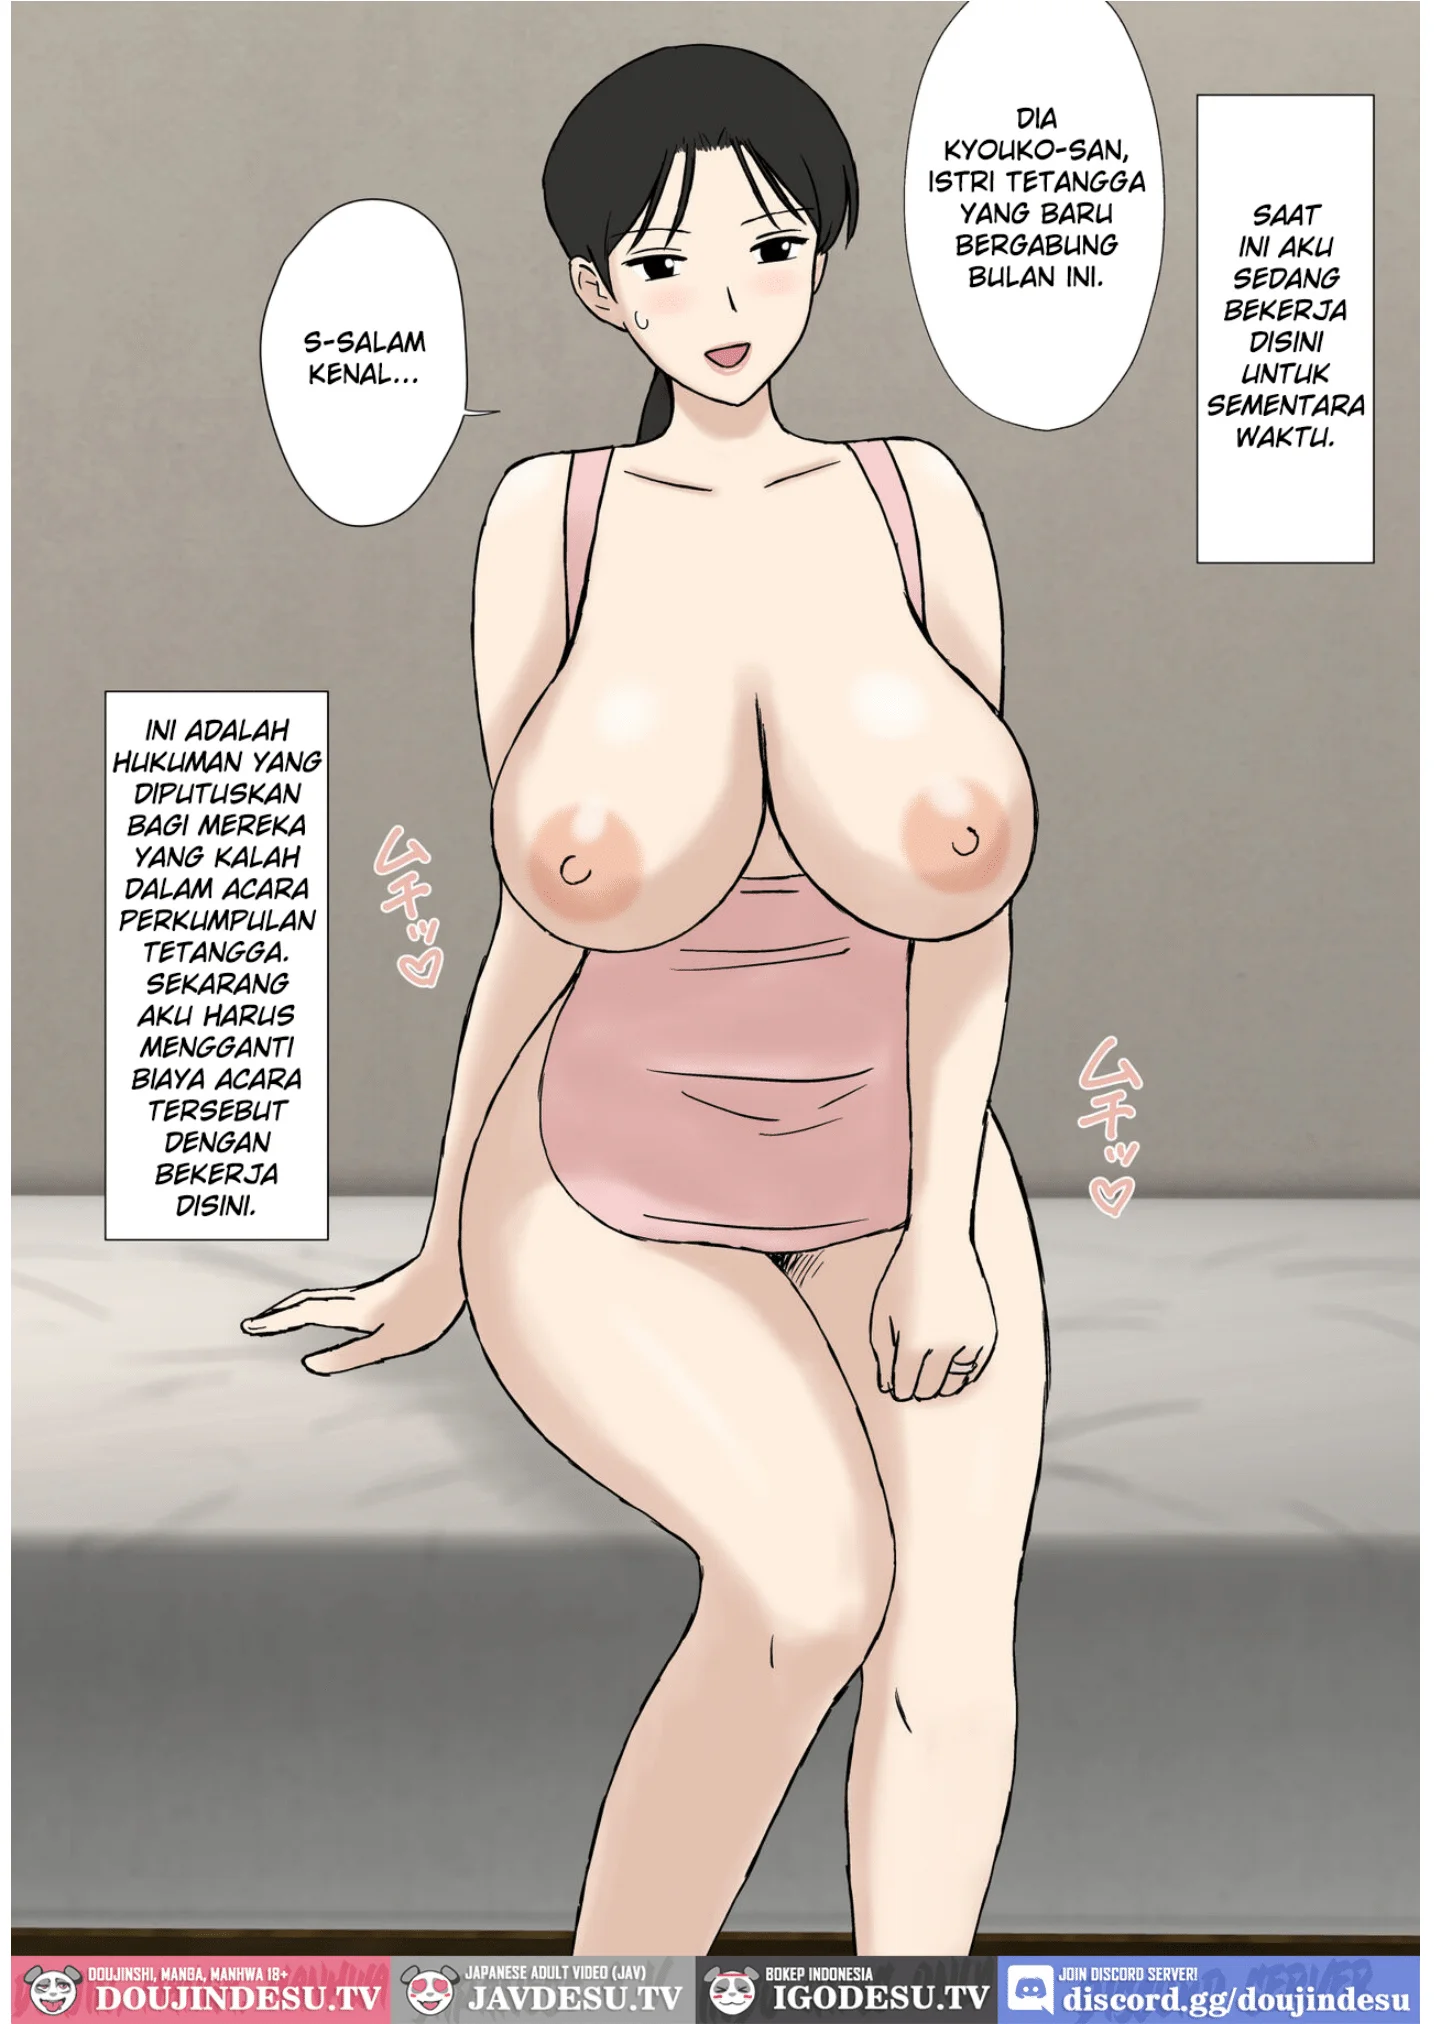 DIA
KYOUKO-SAN,
ISTRI TETANGGA
YANG BARU
BERGABUNG
BULAN INI.
SAAT
INI AKU
SEDANG
BEKERJA
DISINI
UNTUK
SEMENTARA
WAKTU.
S-SALAM
KENAL...
INI ADALAH
HUKUMAN YANG
DIPUTUSKAN
BAGI MEREKA
YANG KALAH
DALAM ACARA
PERKUMPULAN
TETANGGA.
SEKARANG
AKU HARUS
MENGGANTI
BIAYA ACARA
TERSEBUT
DENGAN
BEKERJA
DISINI.
ムチッ♡
ムチッ♡
DOUJINSHI, MANGA, MANHWA 18+
DOUJINDESU.TV
JAPANESE ADULT VIDEO (JAV)
JAVDESU.TV
BOKEP INDONESIA
IGODESU.TV
JOIN DISCORD SERVER!
discord.gg/doujindesu